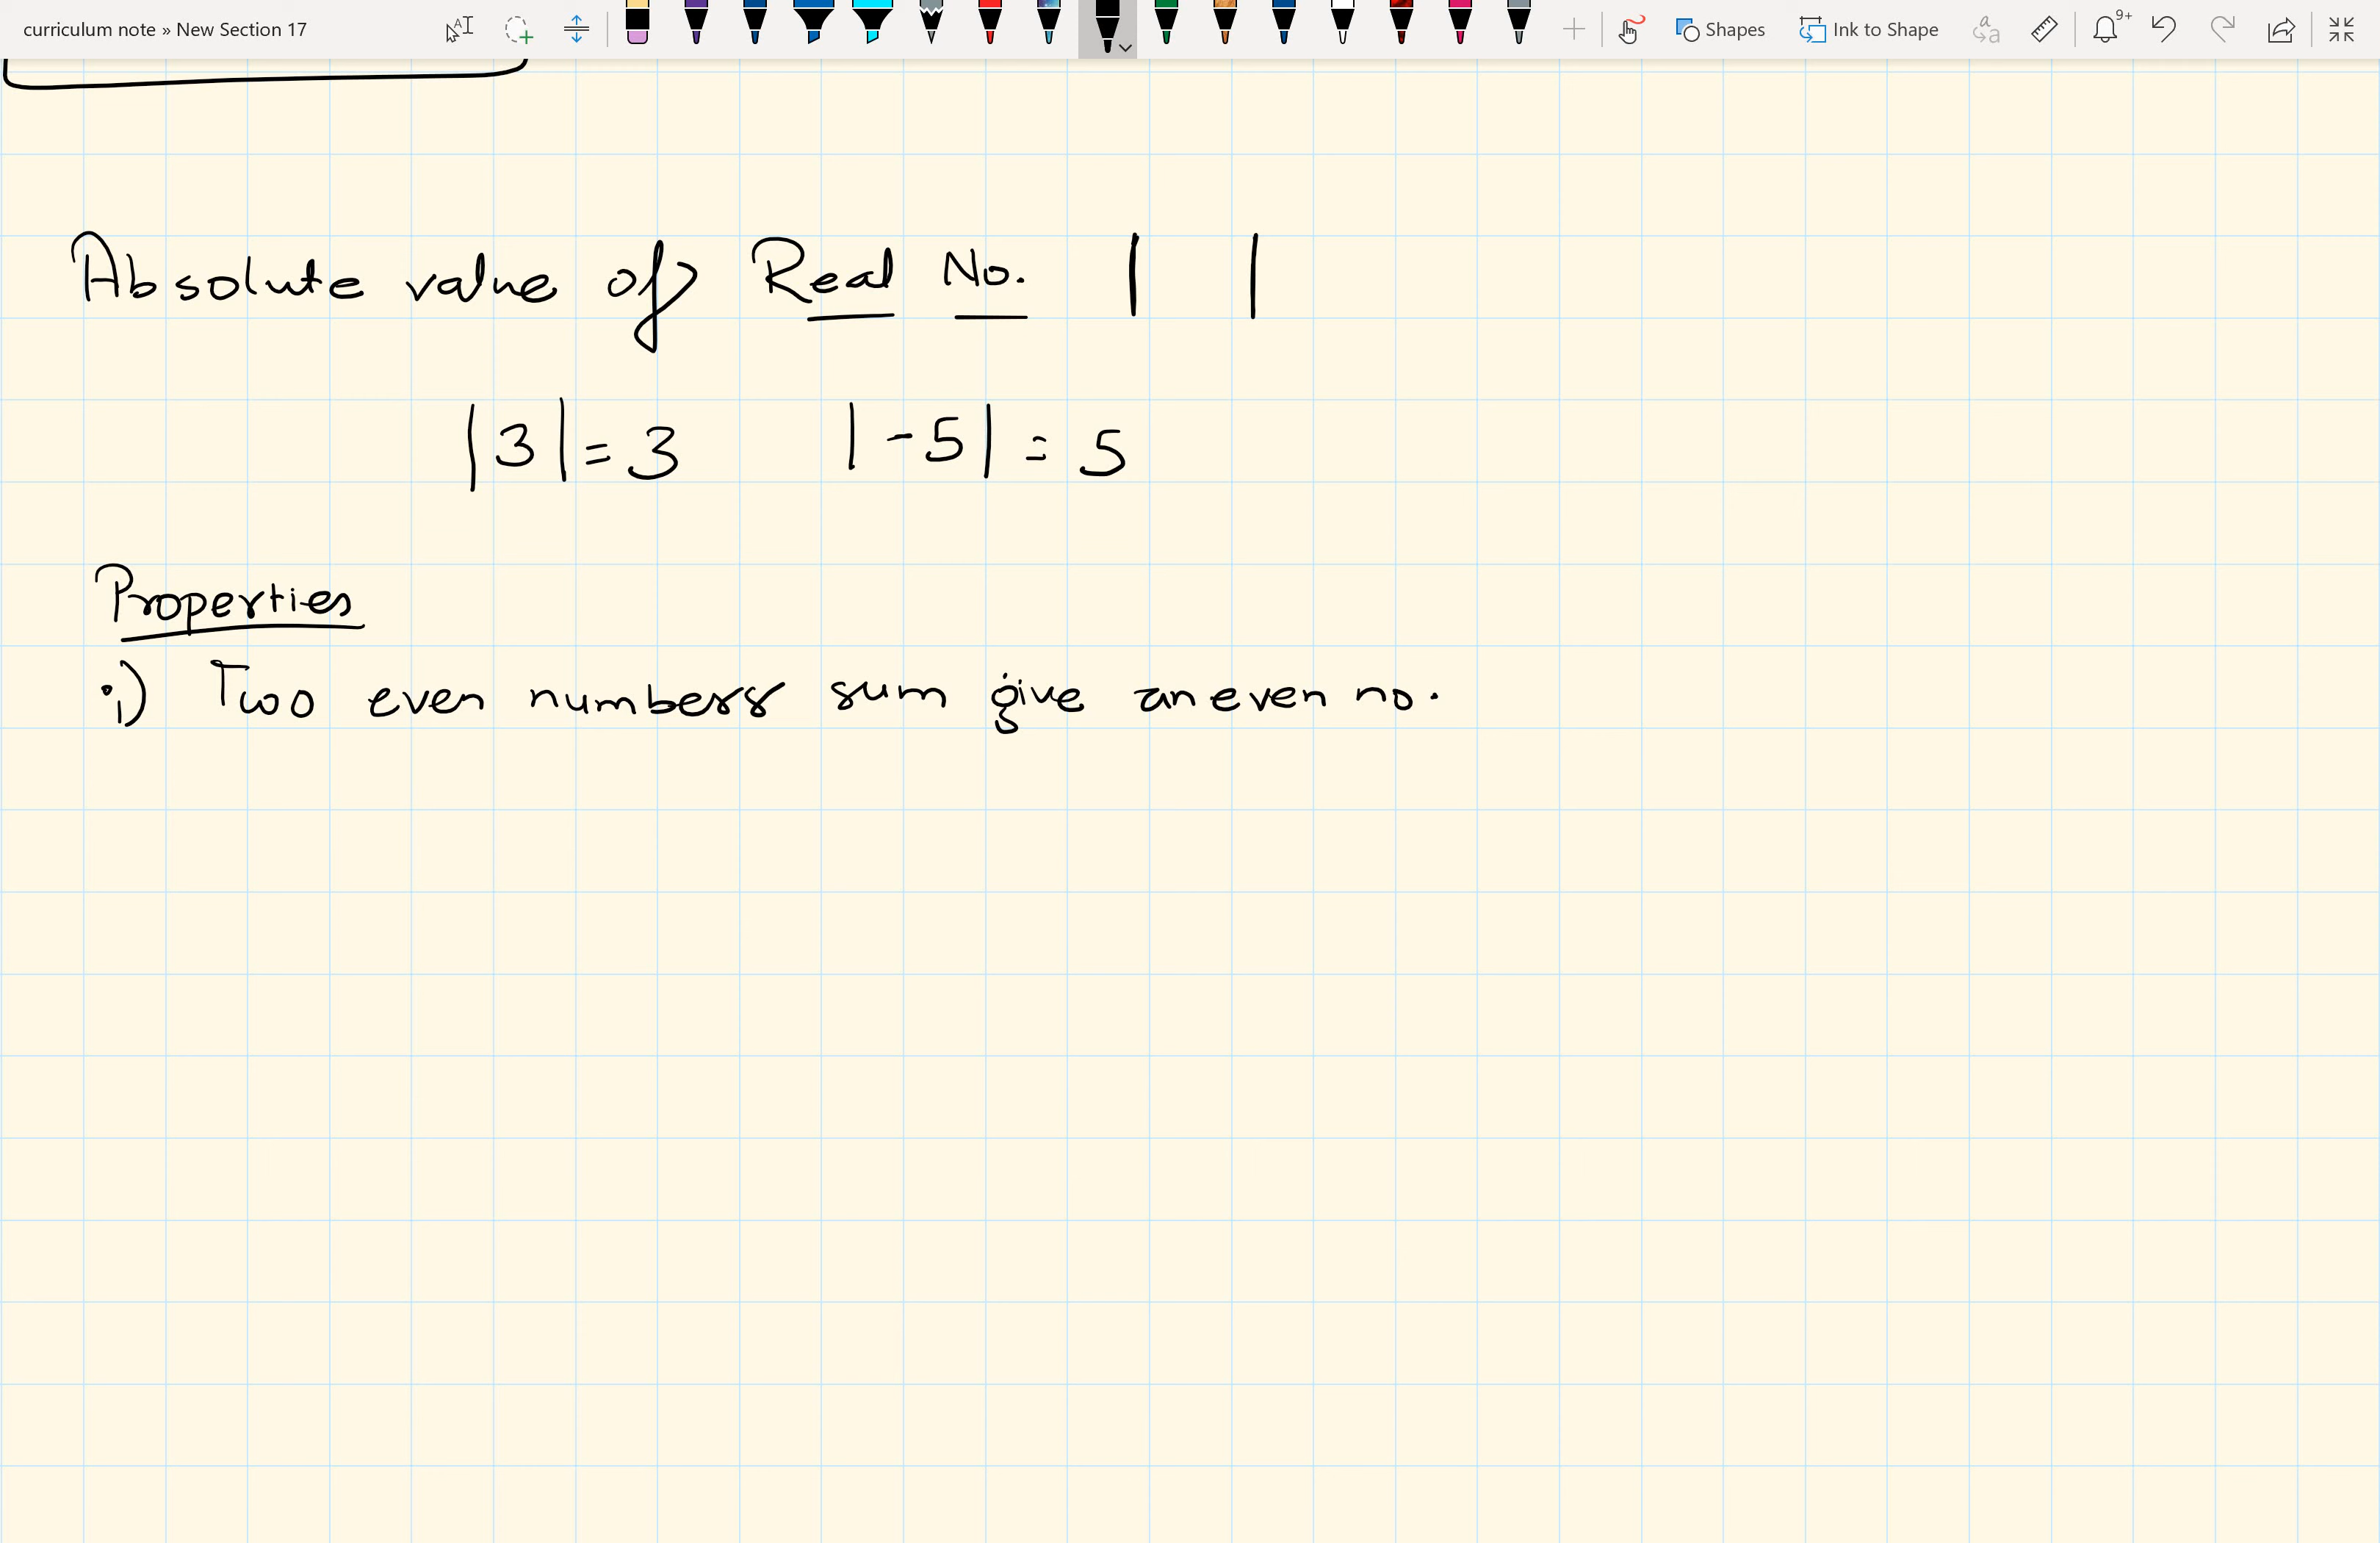 curriculum note » New Section 17
Shapes
Ink to Shape
9+
Absolute value of Real No. | |
|3| = 3 |-5| = 5
Properties
i) Two even numbers sum give an even no.